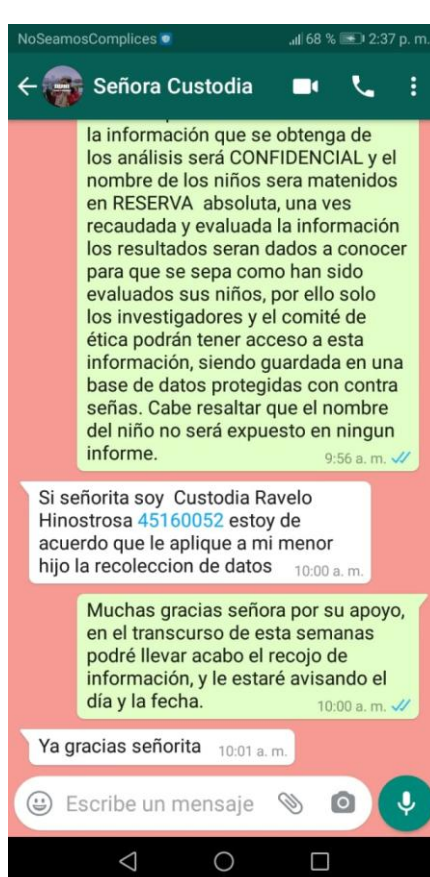 NoSeamosComplices 68 % 2:37 p. m.
Señora Custodia
la información que se obtenga de
los análisis será CONFIDENCIAL y el
nombre de los niños sera matenidos
en RESERVA absoluta, una ves
recaudada y evaluada la información
los resultados seran dados a conocer
para que se sepa como han sido
evaluados sus niños, por ello solo
los investigadores y el comité de
ética podrán tener acceso a esta
información, siendo guardada en una
base de datos protegidas con contra
señas. Cabe resaltar que el nombre
del niño no será expuesto en ningun
informe.
9:56 a. m.
Si señorita soy Custodia Ravelo
Hinostrosa 45160052 estoy de
acuerdo que le aplique a mi menor
hijo la recoleccion de datos 10:00 a. m.
Muchas gracias señora por su apoyo,
en el transcurso de esta semanas
podré llevar acabo el recojo de
información, y le estaré avisando el
día y la fecha. 10:00 a. m.
Ya gracias señorita 10:01 a. m.
Escribe un mensaje